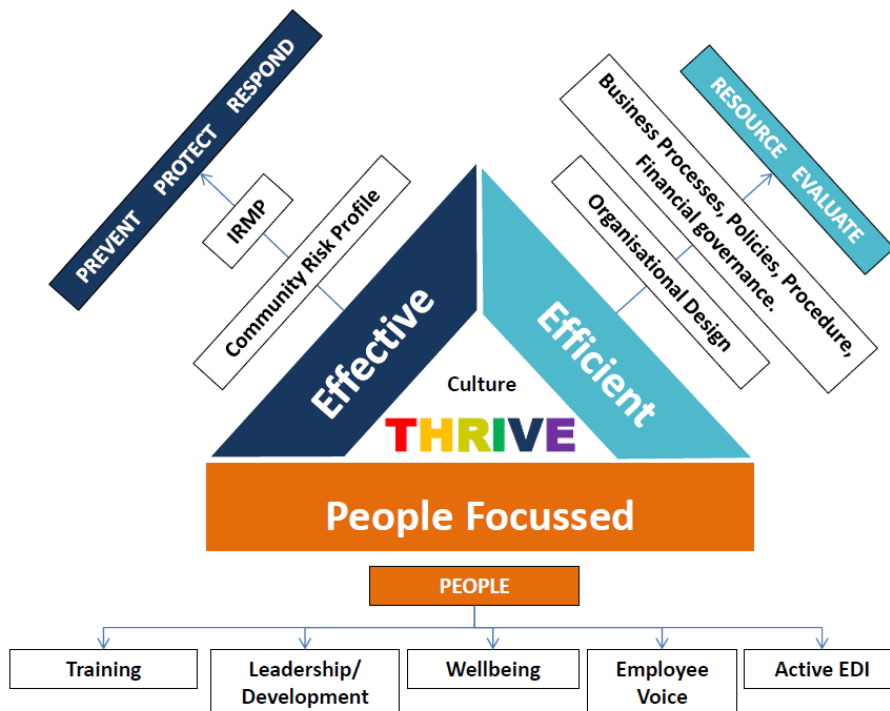 PREVENT PROTECT RESPOND
IRMP
Community Risk Profile
Effective
RESOURCE EVALUATE
Business Processes, Policies, Procedure,
Financial governance.
Organisational Design
Efficient
Culture
THRIVE
People Focussed
PEOPLE
Training
Leadership/
Development
Wellbeing
Employee
Voice
Active EDI